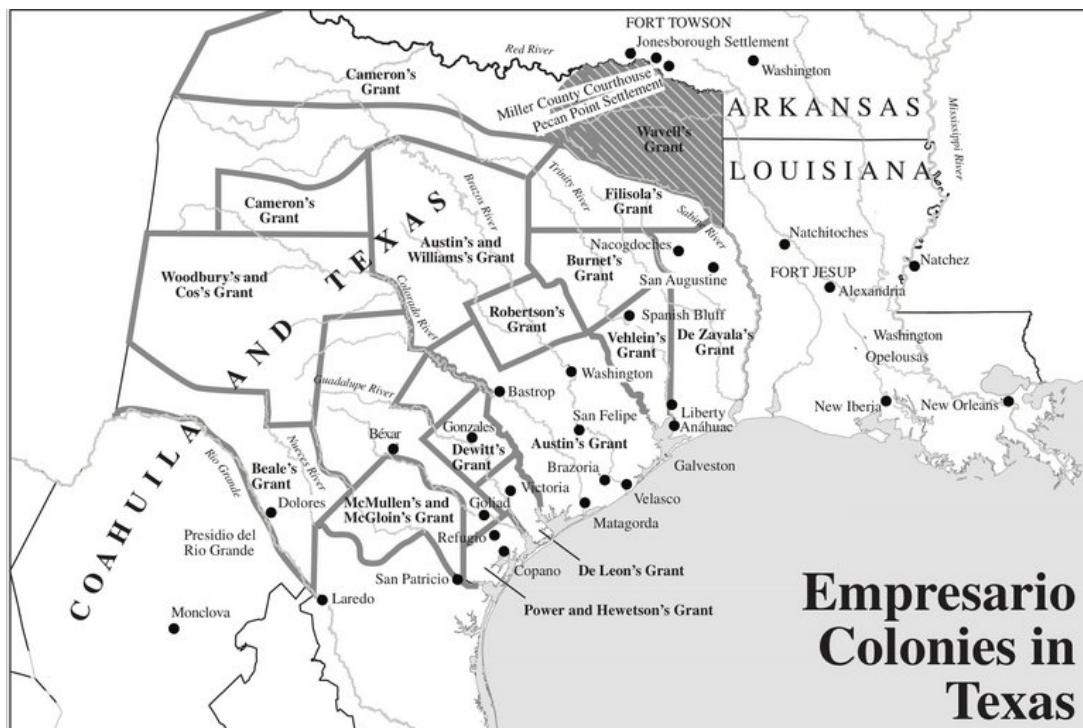 FORT TOWSON
Jonesborough Settlement
Red River
Washington
Cameron's
Grant
Miller County Courthouse
Pecan Point Settlement
Wavell's
Grant
ARKANSAS
LOUISIANA
Mississippi River
Trinity River
Brazos River
Cameron's
Grant
Filisola's
Grant
Sabine River
Austin's and
Williams's Grant
Nacogdoches
Burnet's
Grant
San Augustine
Natchitoches
FORT JESUP
Natchez
Alexandria
Woodbury's and
Cos's Grant
COAHUILA AND TEXAS
Colorado River
Robertson's
Grant
Spanish Bluff
Vehlein's
Grant
De Zavala's
Grant
Washington
Opelousas
Guadalupe River
Bastrop
Washington
San Felipe
Austin's Grant
Liberty
Anáhuac
New Iberia
New Orleans
Gonzales
Dewitt's
Grant
Béxar
Nueces River
Rio Grande
Beale's
Grant
Dolores
Brazoria
Galveston
Velasco
Victoria
Matagorda
McMullen's and
McGloin's Grant
Goliad
Refugio
Presidio del
Rio Grande
Copano
De Leon's Grant
San Patricio
Laredo
Power and Hewetson's Grant
Monclova
Empresario
Colonies in
Texas